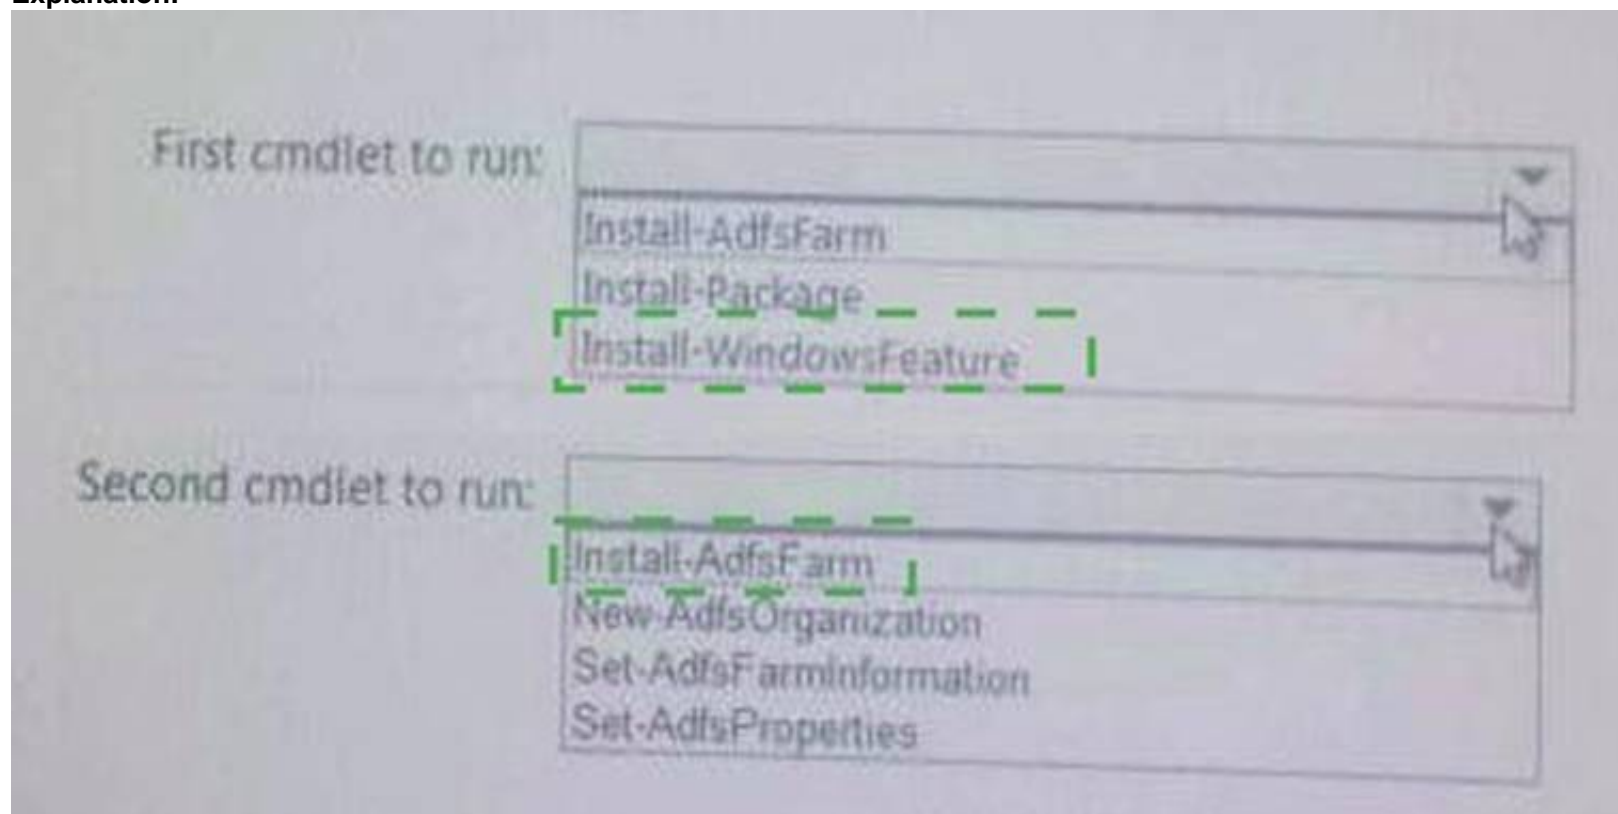 Explanation:
First cmdlet to run:
Install-AdfsFarm
Install-Package
Install-WindowsFeature
Second cmdlet to run:
Install-AdfsFarm
New-AdfsOrganization
Set-AdfsFarmInformation
Set-AdfsProperties